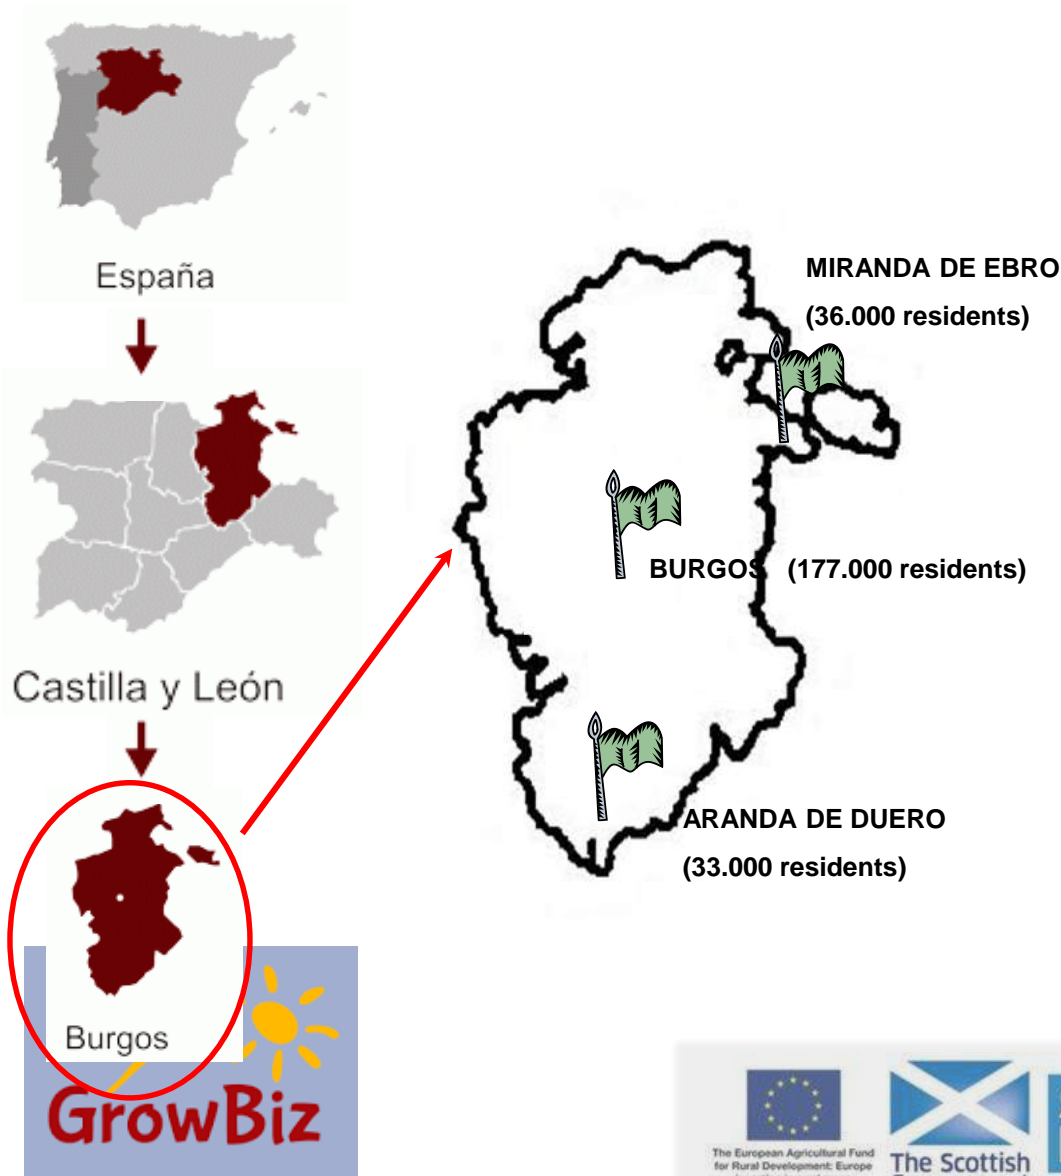 España
Castilla y León
Burgos
GrowBiz
MIRANDA DE EBRO
(36.000 residents)
BURGOS (177.000 residents)
ARANDA DE DUERO
(33.000 residents)
The European Agricultural Fund
for Rural Development: Europe
The Scottish